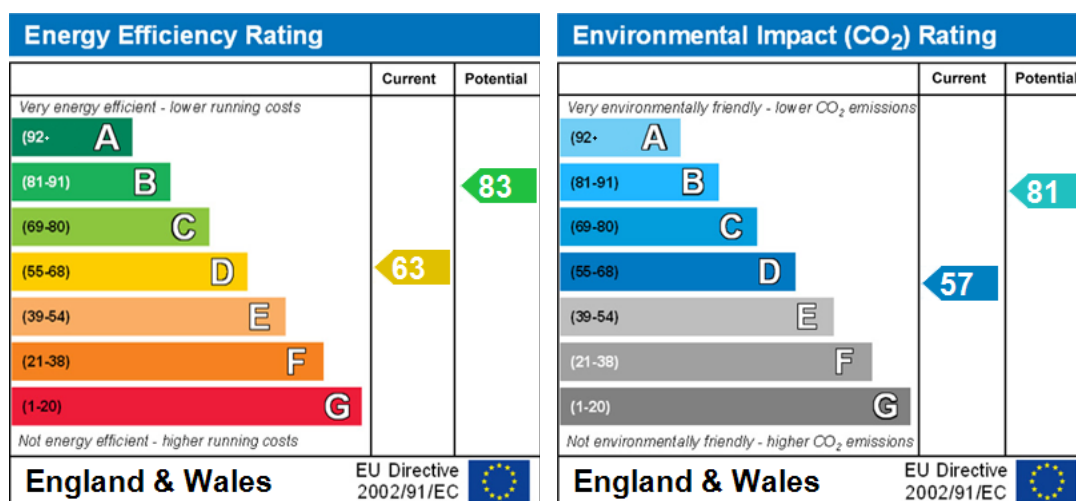 Energy Efficiency Rating
Current Potential
Very energy efficient - lower running costs
(92+ A
(81-91) B
83
(69-80) C
(55-68) D
63
(39-54) E
(21-38) F
(1-20) G
Not energy efficient - higher running costs
England & Wales
EU Directive
2002/91/EC
Environmental Impact (CO₂) Rating
Current Potential
Very environmentally friendly - lower CO₂ emissions
(92+ A
(81-91) B
81
(69-80) C
(55-68) D
57
(39-54) E
(21-38) F
(1-20) G
Not environmentally friendly - higher CO₂ emissions
England & Wales
EU Directive
2002/91/EC